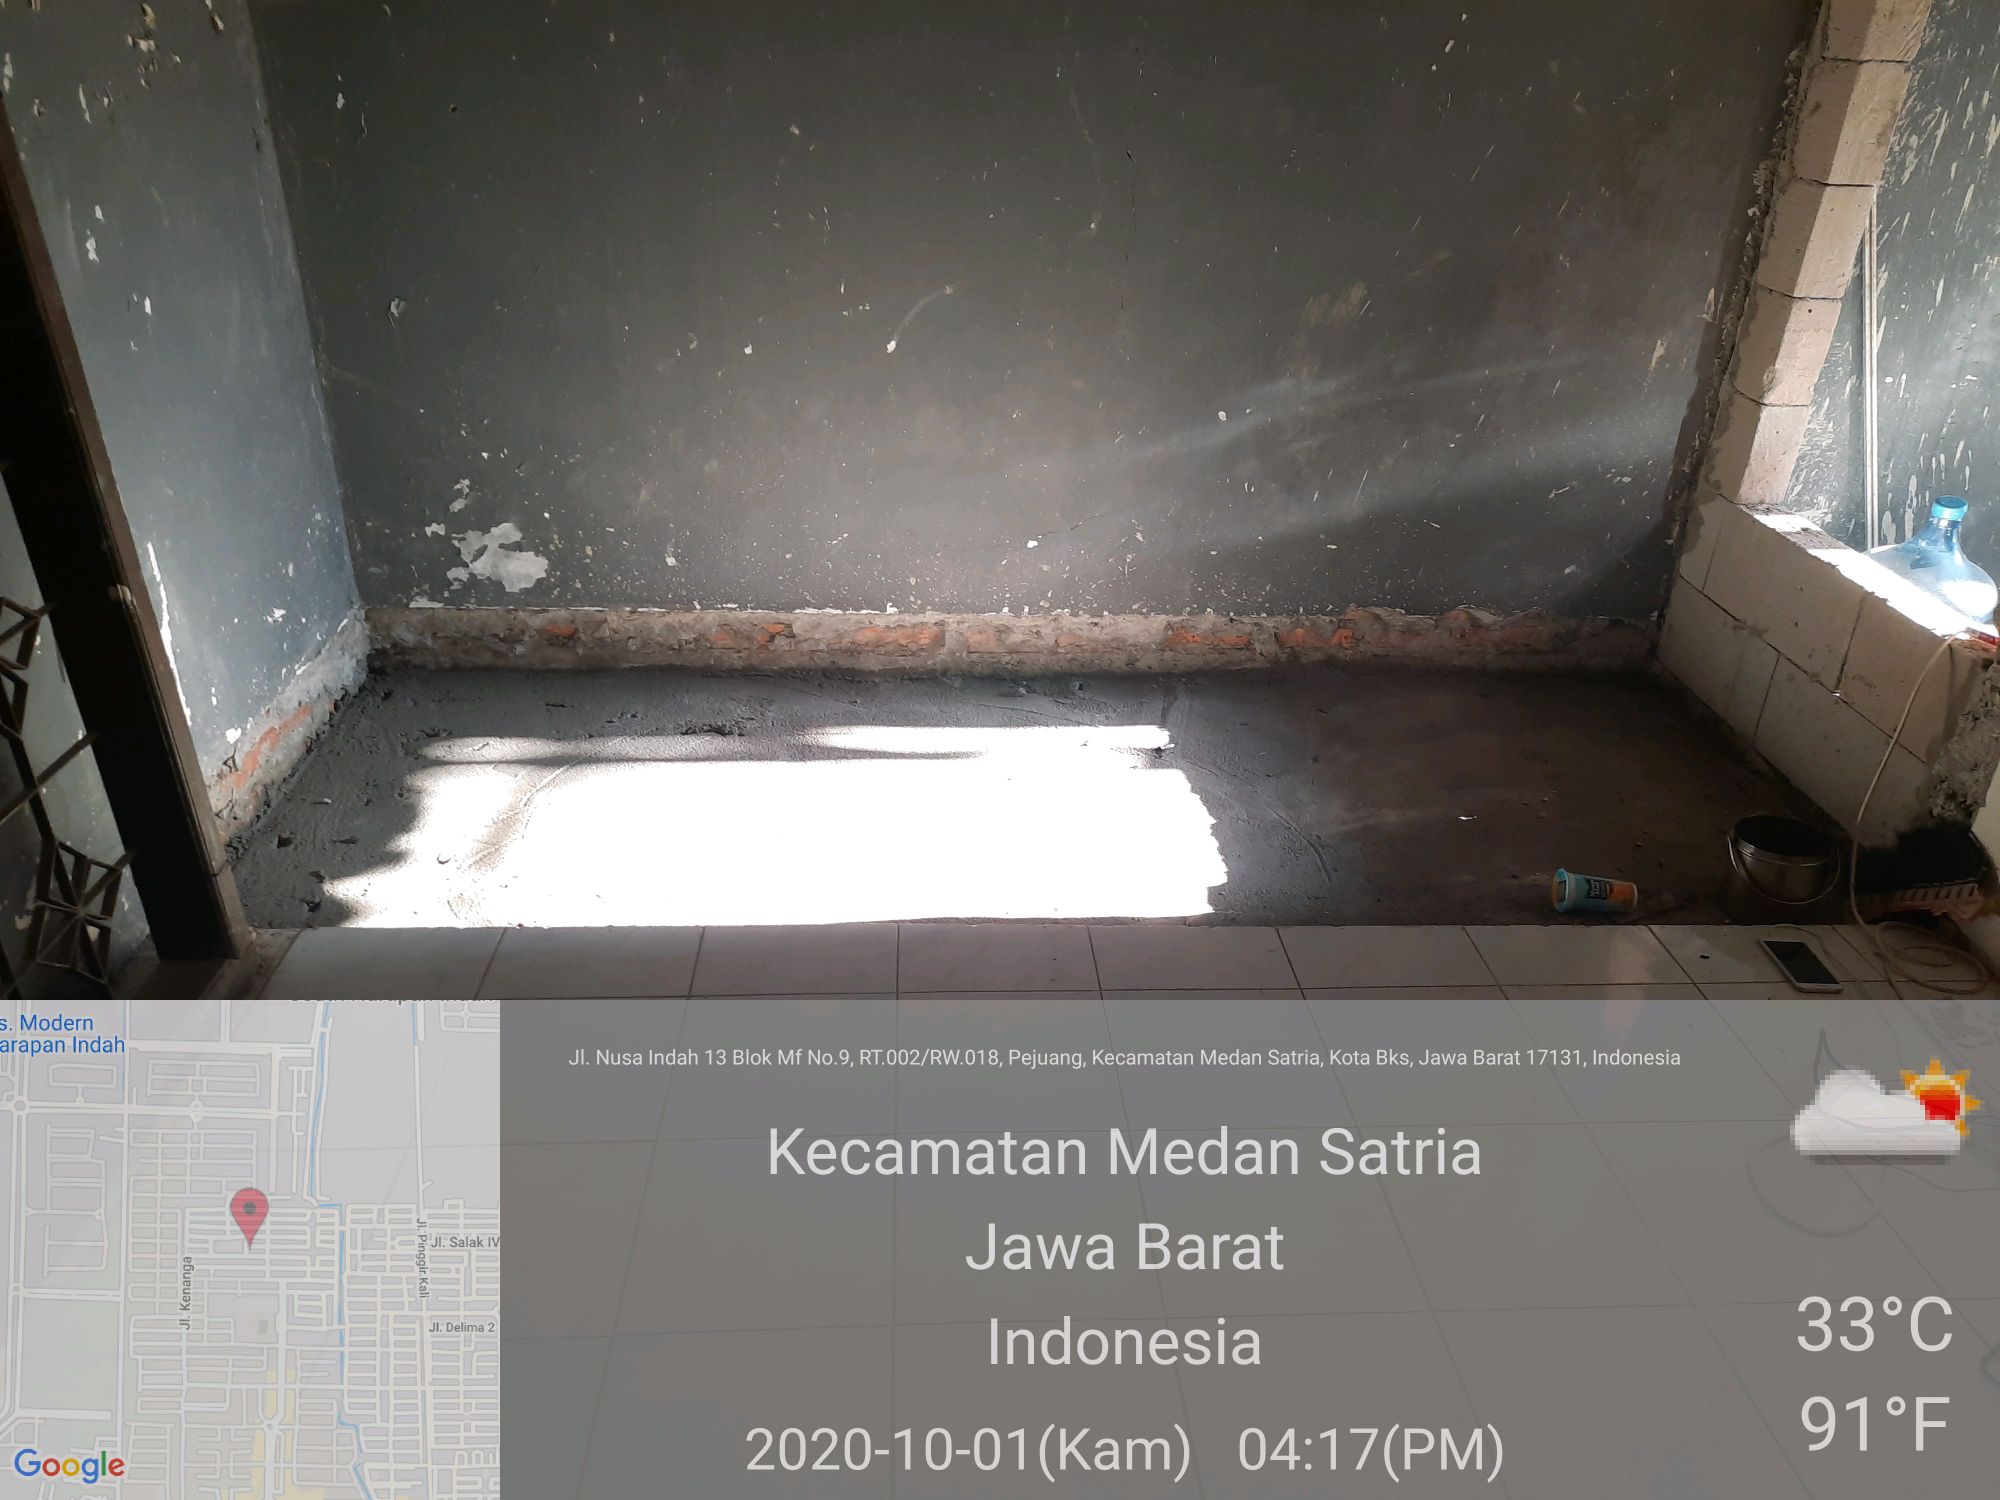 s. Modern
arapan Indah
Jl. Salak IV
Jl. Pinggir Kali
Jl. Kenanga
Jl. Delima 2
Google
Jl. Nusa Indah 13 Blok Mf No.9, RT.002/RW.018, Pejuang, Kecamatan Medan Satria, Kota Bks, Jawa Barat 17131, Indonesia
Kecamatan Medan Satria
Jawa Barat
Indonesia
2020-10-01(Kam) 04:17(PM)
33°C
91°F